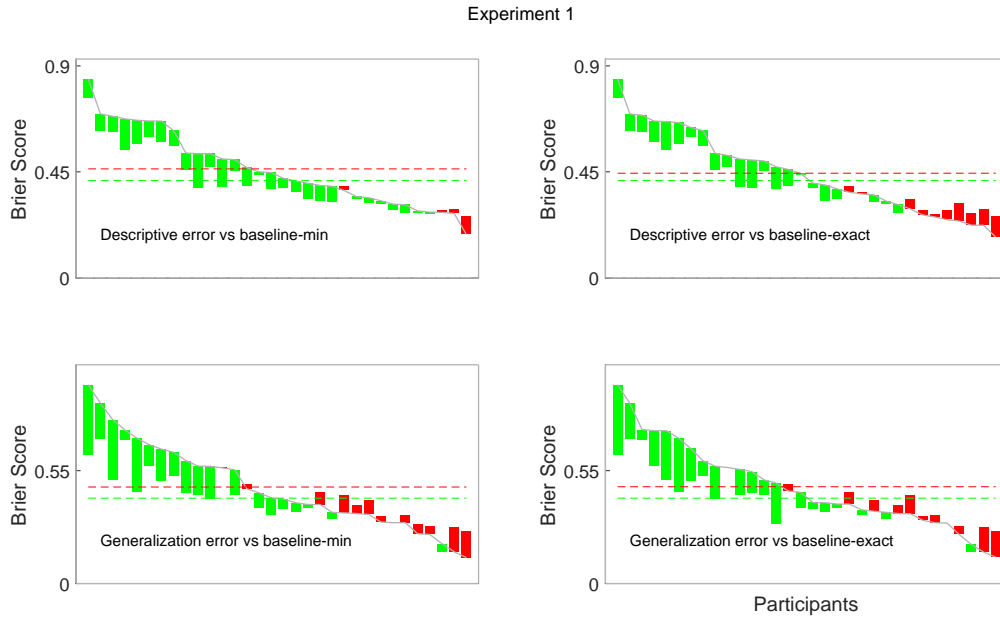 Experiment 1
0.9
0.45
0
Brier Score
Descriptive error vs baseline-min
0.9
0.45
0
Brier Score
Descriptive error vs baseline-exact
0.55
0
Brier Score
Generalization error vs baseline-min
0.55
0
Brier Score
Generalization error vs baseline-exact
Participants